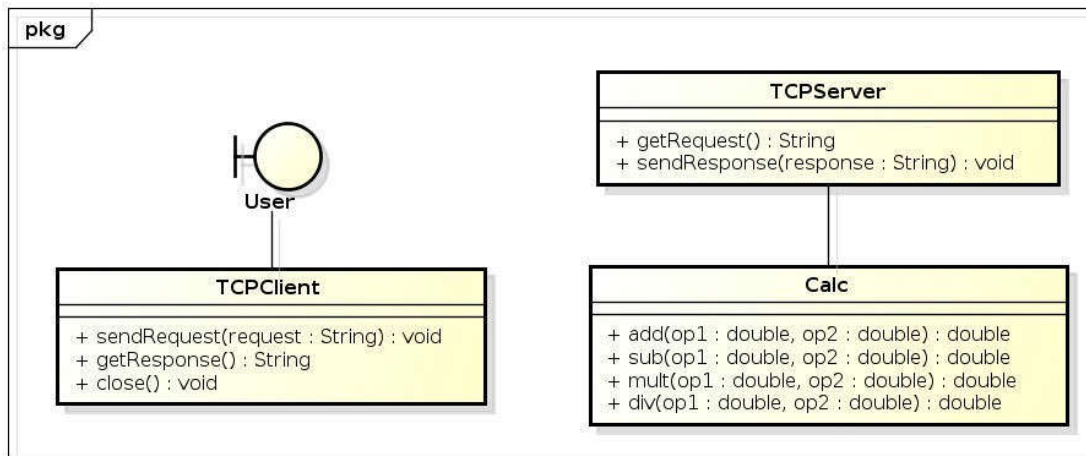 pkg
User
TCPClient
+ sendRequest(request : String) : void
+ getResponse() : String
+ close() : void
TCPServer
+ getRequest() : String
+ sendResponse(response : String) : void
Calc
+ add(op1 : double, op2 : double) : double
+ sub(op1 : double, op2 : double) : double
+ mult(op1 : double, op2 : double) : double
+ div(op1 : double, op2 : double) : double